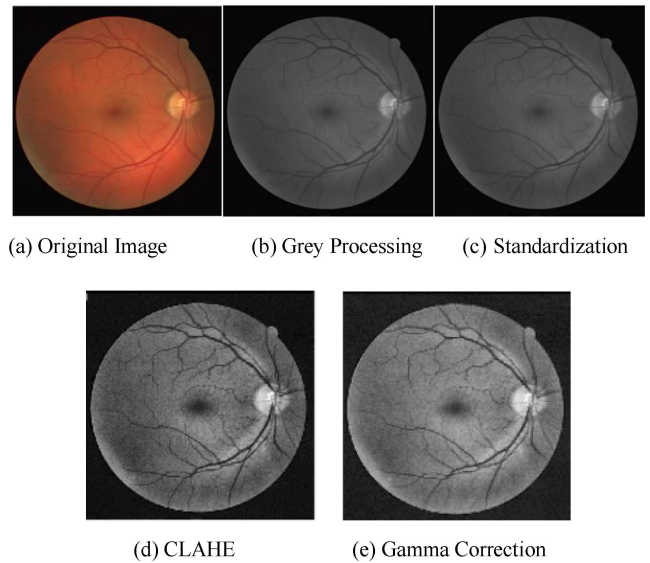 (a) Original Image
(b) Grey Processing
(c) Standardization
(d) CLAHE
(e) Gamma Correction